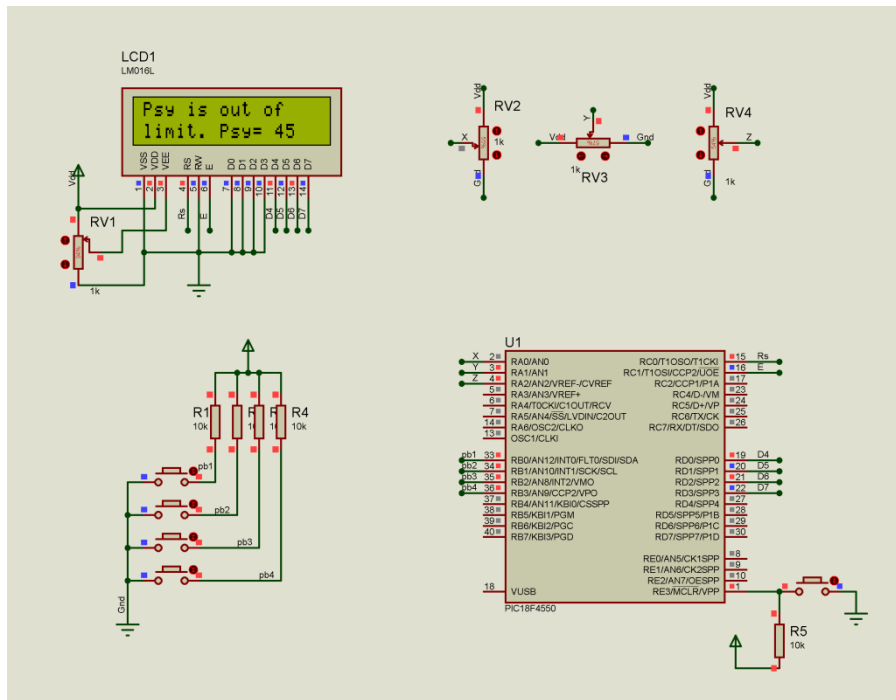 LCD1
LM016L
Psy is out of
limit. Psy= 45
VSS VDD VEE RS RW E D0 D1 D2 D3 D4 D5 D6 D7
1 2 3 4 5 6 7 8 9 10 11 12 13 14
Rs E D4 D5 D6 D7
Vdd
RV1
1k
Vdd
RV2
X
1k
Gnd
Y
Vdd
Gnd
RV3
1k
Vdd
RV4
Z
Gnd
1k
R1
10k
R4
10k
pb1
pb2
pb3
pb4
Gnd
U1
X 2 RA0/AN0
Y 3 RA1/AN1
Z 4 RA2/AN2/VREF-/CVREF
5 RA3/AN3/VREF+
6 RA4/T0CKI/C1OUT/RCV
7 RA5/AN4/SS/LVDIN/C2OUT
14 RA6/OSC2/CLKO
13 OSC1/CLKI
pb1 33 RB0/AN12/INT0/FLT0/SDI/SDA
pb2 34 RB1/AN10/INT1/SCK/SCL
pb3 35 RB2/AN8/INT2/VMO
pb4 36 RB3/AN9/CCP2/VPO
37 RB4/AN11/KBI0/CSSPP
38 RB5/KBI1/PGM
39 RB6/KBI2/PGC
40 RB7/KBI3/PGD
18 VUSB
RC0/T1OSO/T1CKI 15 Rs
RC1/T1OSI/CCP2/UOE 16 E
RC2/CCP1/P1A 17
RC4/D-/VM 23
RC5/D+/VP 24
RC6/TX/CK 25
RC7/RX/DT/SDO 26
RD0/SPP0 19 D4
RD1/SPP1 20 D5
RD2/SPP2 21 D6
RD3/SPP3 22 D7
RD4/SPP4 27
RD5/SPP5/P1B 28
RD6/SPP6/P1C 29
RD7/SPP7/P1D 30
RE0/AN5/CK1SPP 8
RE1/AN6/CK2SPP 9
RE2/AN7/OESPP 10
RE3/MCLR/VPP 1
PIC18F4550
R5
10k